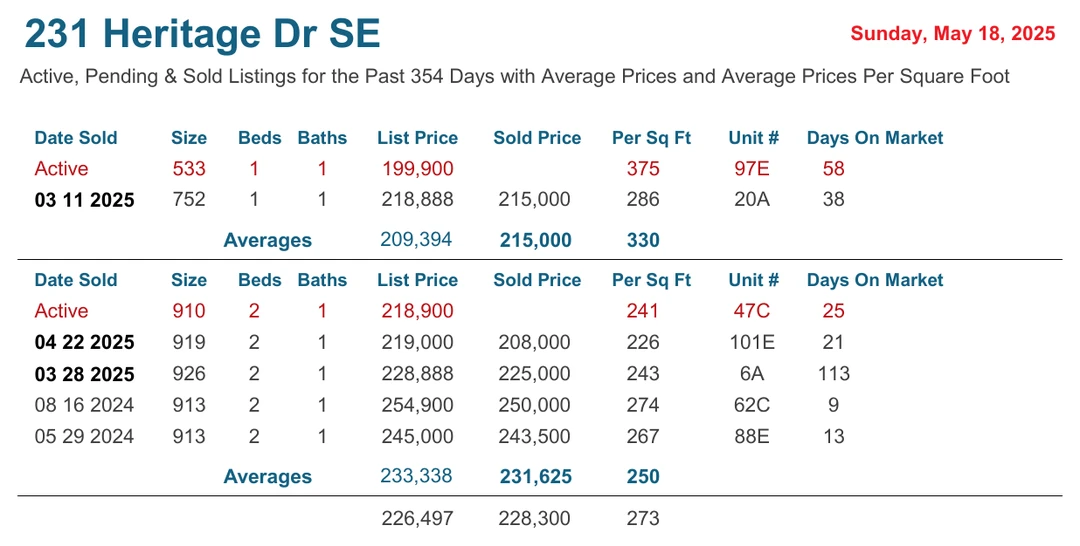 231 Heritage Dr SE
Sunday, May 18, 2025
Active, Pending & Sold Listings for the Past 354 Days with Average Prices and Average Prices Per Square Foot
Date Sold Size Beds Baths List Price Sold Price Per Sq Ft Unit # Days On Market
Active 533 1 1 199,900 375 97E 58
03 11 2025 752 1 1 218,888 215,000 286 20A 38
Averages 209,394 215,000 330
Date Sold Size Beds Baths List Price Sold Price Per Sq Ft Unit # Days On Market
Active 910 2 1 218,900 241 47C 25
04 22 2025 919 2 1 219,000 208,000 226 101E 21
03 28 2025 926 2 1 228,888 225,000 243 6A 113
08 16 2024 913 2 1 254,900 250,000 274 62C 9
05 29 2024 913 2 1 245,000 243,500 267 88E 13
Averages 233,338 231,625 250
226,497 228,300 273